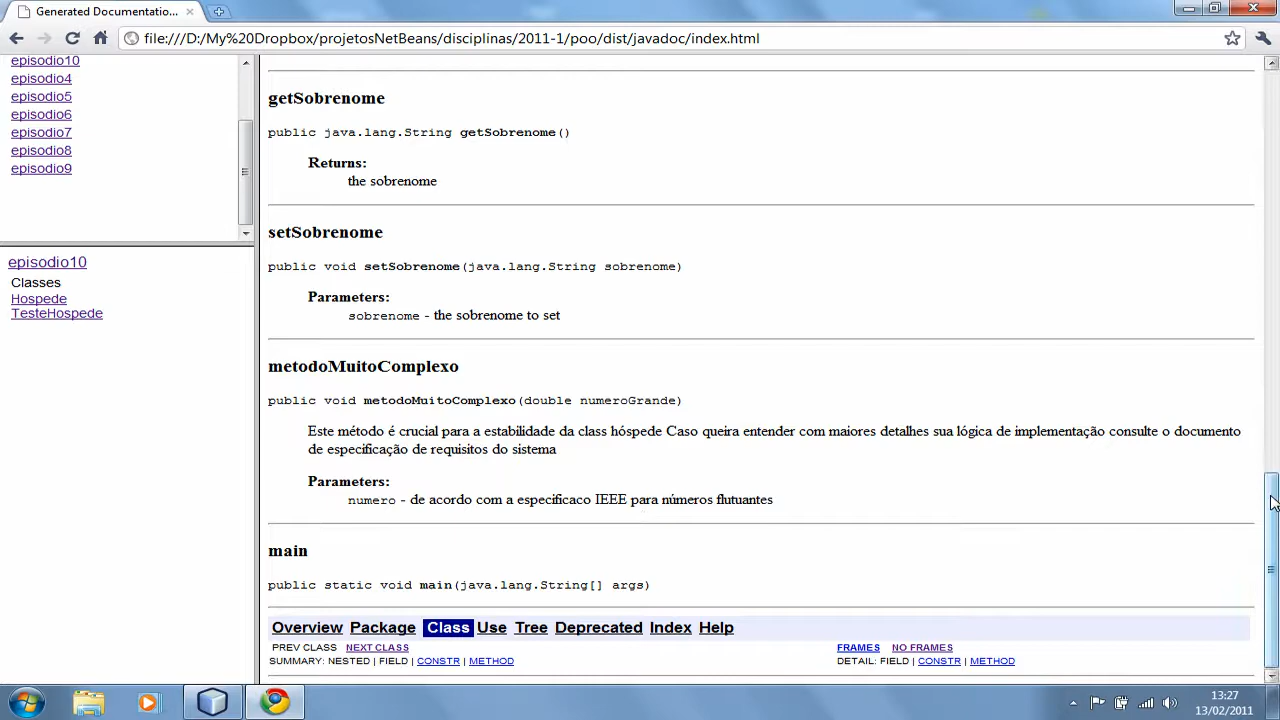 Generated Documentatio...
file:///D:/My%20Dropbox/projetosNetBeans/disciplinas/2011-1/poo/dist/javadoc/index.html
episodio10
episodio4
episodio5
episodio6
episodio7
episodio8
episodio9
episodio10
Classes
Hospede
TesteHospede
getSobrenome
public java.lang.String getSobrenome()
Returns:
the sobrenome
setSobrenome
public void setSobrenome(java.lang.String sobrenome)
Parameters:
sobrenome - the sobrenome to set
metodoMuitoComplexo
public void metodoMuitoComplexo(double numeroGrande)
Este método é crucial para a estabilidade da class hóspede Caso queira entender com maiores detalhes sua lógica de implementação consulte o documento
de especificação de requisitos do sistema
Parameters:
numero - de acordo com a especificaco IEEE para números flutuantes
main
public static void main(java.lang.String[] args)
Overview Package Class Use Tree Deprecated Index Help
PREV CLASS NEXT CLASS
FRAMES NO FRAMES
SUMMARY: NESTED | FIELD | CONSTR | METHOD
DETAIL: FIELD | CONSTR | METHOD
13:27
13/02/2011